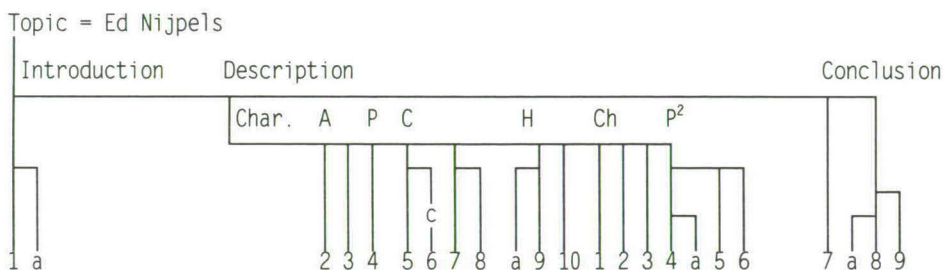 Topic = Ed Nijpels
Introduction Description Conclusion
Char. A P C H Ch P²
c
1 a 2 3 4 5 6 7 8 a 9 10 1 2 3 4 a 5 6 7 a 8 9